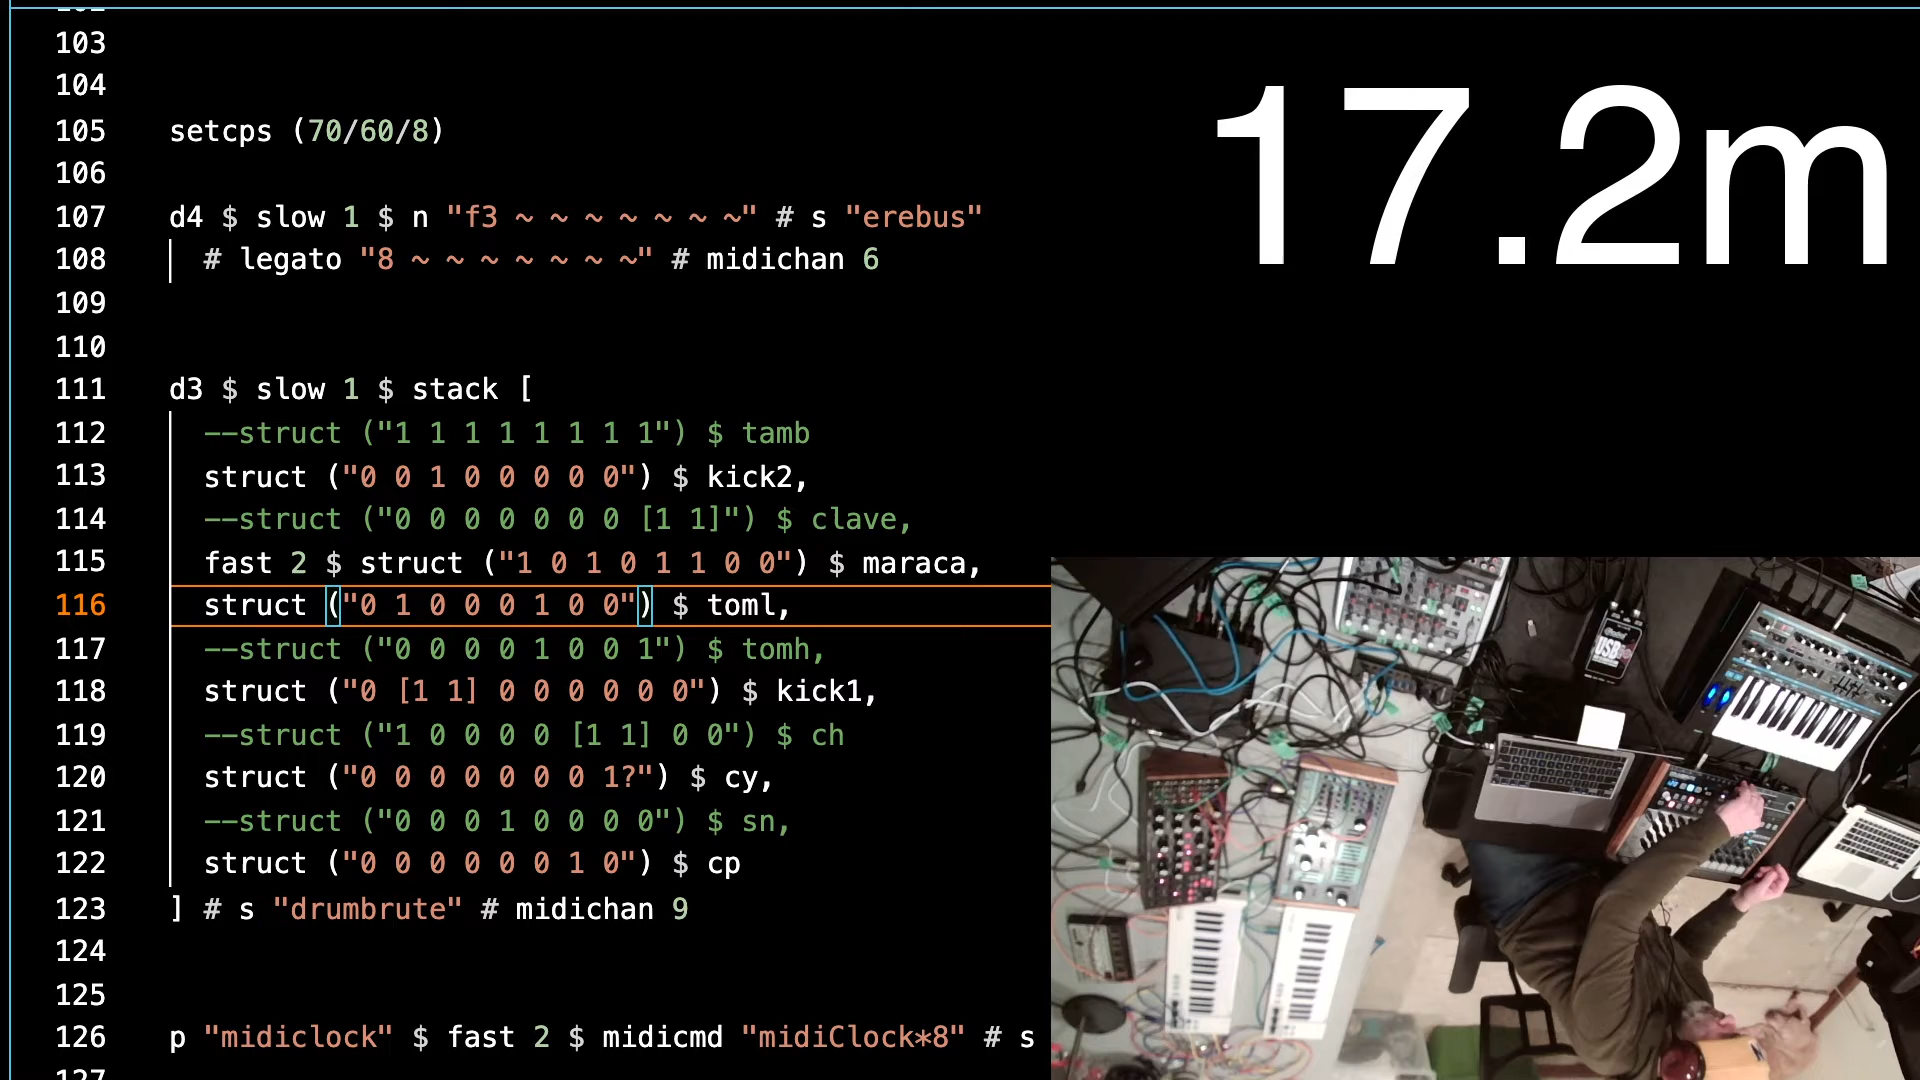 103
104
105 setcps (70/60/8)
106
107 d4 $ slow 1 $ n "f3 ~ ~ ~ ~ ~ ~ ~" # s "erebus"
108 # legato "8 ~ ~ ~ ~ ~ ~ ~" # midichan 6
109
110
111 d3 $ slow 1 $ stack [
112 --struct ("1 1 1 1 1 1 1 1") $ tamb
113 struct ("0 0 1 0 0 0 0 0") $ kick2,
114 --struct ("0 0 0 0 0 0 0 [1 1]") $ clave,
115 fast 2 $ struct ("1 0 1 0 1 1 0 0") $ maraca,
116 struct ("0 1 0 0 0 1 0 0") $ toml,
117 --struct ("0 0 0 0 1 0 0 1") $ tomh,
118 struct ("0 [1 1] 0 0 0 0 0 0") $ kick1,
119 --struct ("1 0 0 0 0 [1 1] 0 0") $ ch
120 struct ("0 0 0 0 0 0 0 1?") $ cy,
121 --struct ("0 0 0 1 0 0 0 0") $ sn,
122 struct ("0 0 0 0 0 0 1 0") $ cp
123 ] # s "drumbrute" # midichan 9
124
125
126 p "midiclock" $ fast 2 $ midicmd "midiClock*8" # s
17.2m
USB